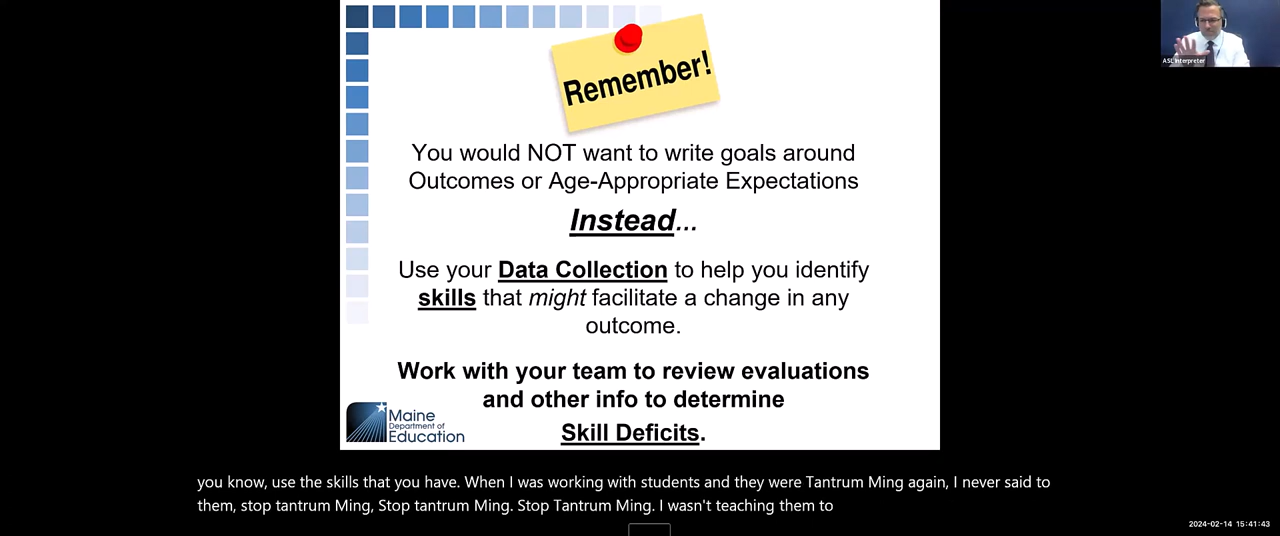 ASL Interpreter
Remember!
You would NOT want to write goals around
Outcomes or Age-Appropriate Expectations
Instead...
Use your Data Collection to help you identify
skills that might facilitate a change in any
outcome.
Work with your team to review evaluations
and other info to determine
Skill Deficits.
Maine
Department of
Education
you know, use the skills that you have. When I was working with students and they were Tantrum Ming again, I never said to
them, stop tantrum Ming, Stop tantrum Ming. Stop Tantrum Ming. I wasn't teaching them to
2024-02-14 15:41:43